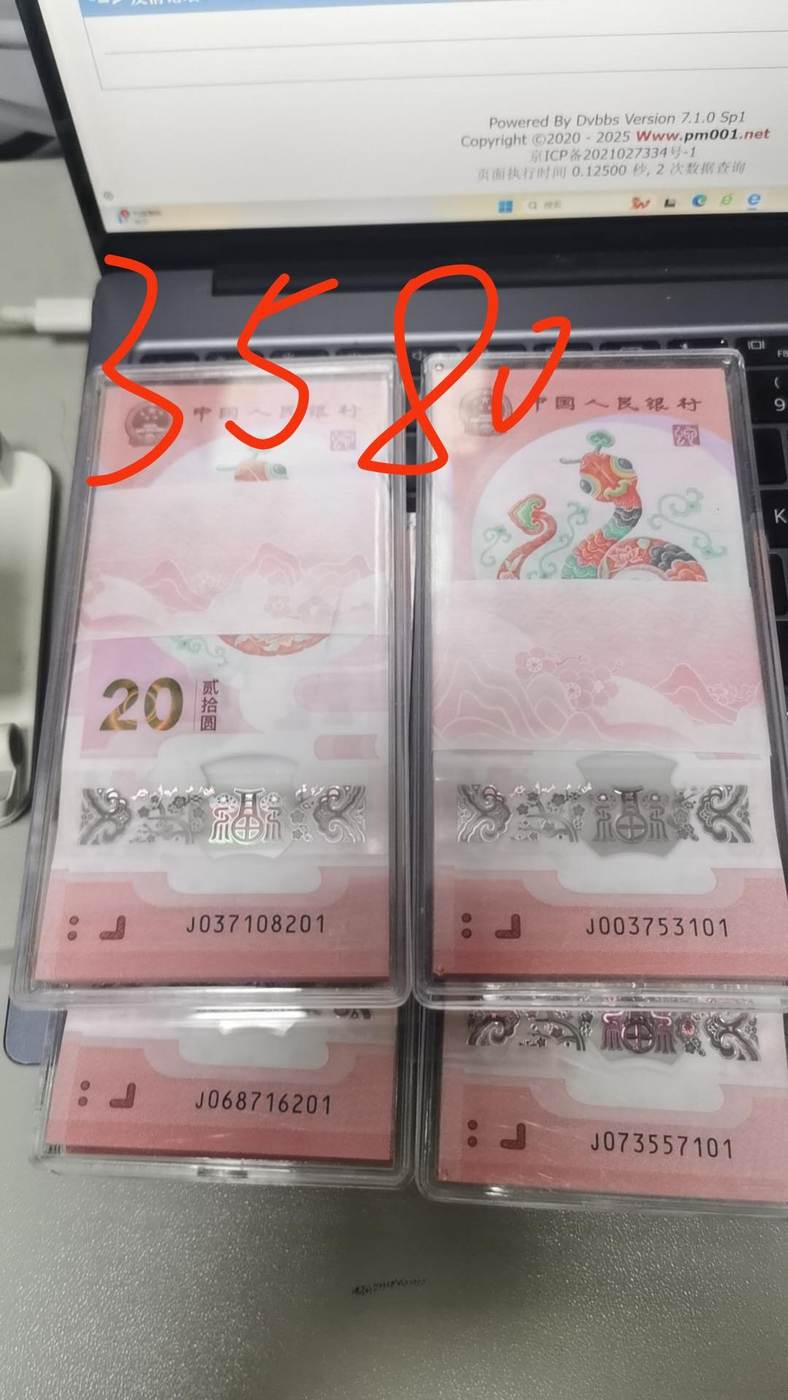 Powered By Dvbbs Version 7.1.0 Sp1
Copyright ©2020 - 2025 Www.pm001.net
京ICP备2021027334号-1
页面执行时间 0.12500 秒, 2 次数据查询
搜索
3580
中国人民银行
中国人民银行
20 贰拾圆
J037108201
J003753101
J068716201
J073557101